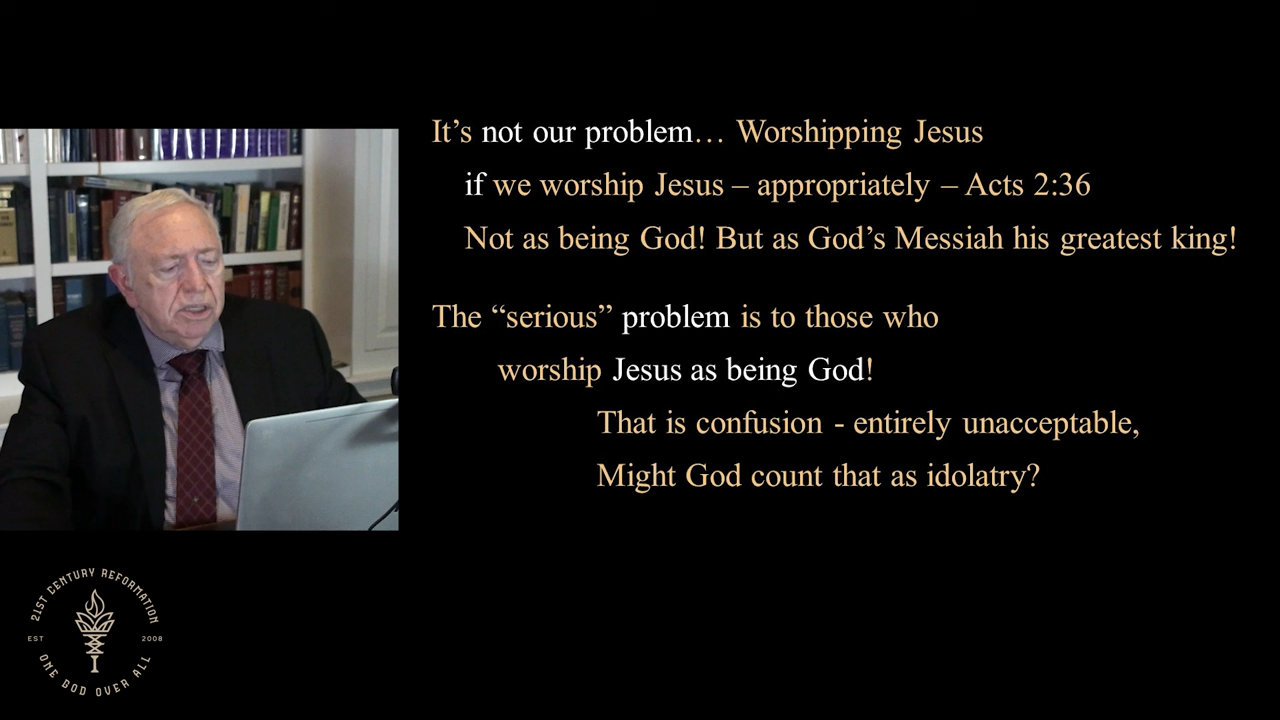 It’s not our problem… Worshipping Jesus
if we worship Jesus – appropriately – Acts 2:36
Not as being God! But as God’s Messiah his greatest king!
The “serious” problem is to those who
worship Jesus as being God!
That is confusion - entirely unacceptable,
Might God count that as idolatry?
21ST CENTURY REFORMATION
EST 2008
ONE GOD OVER ALL